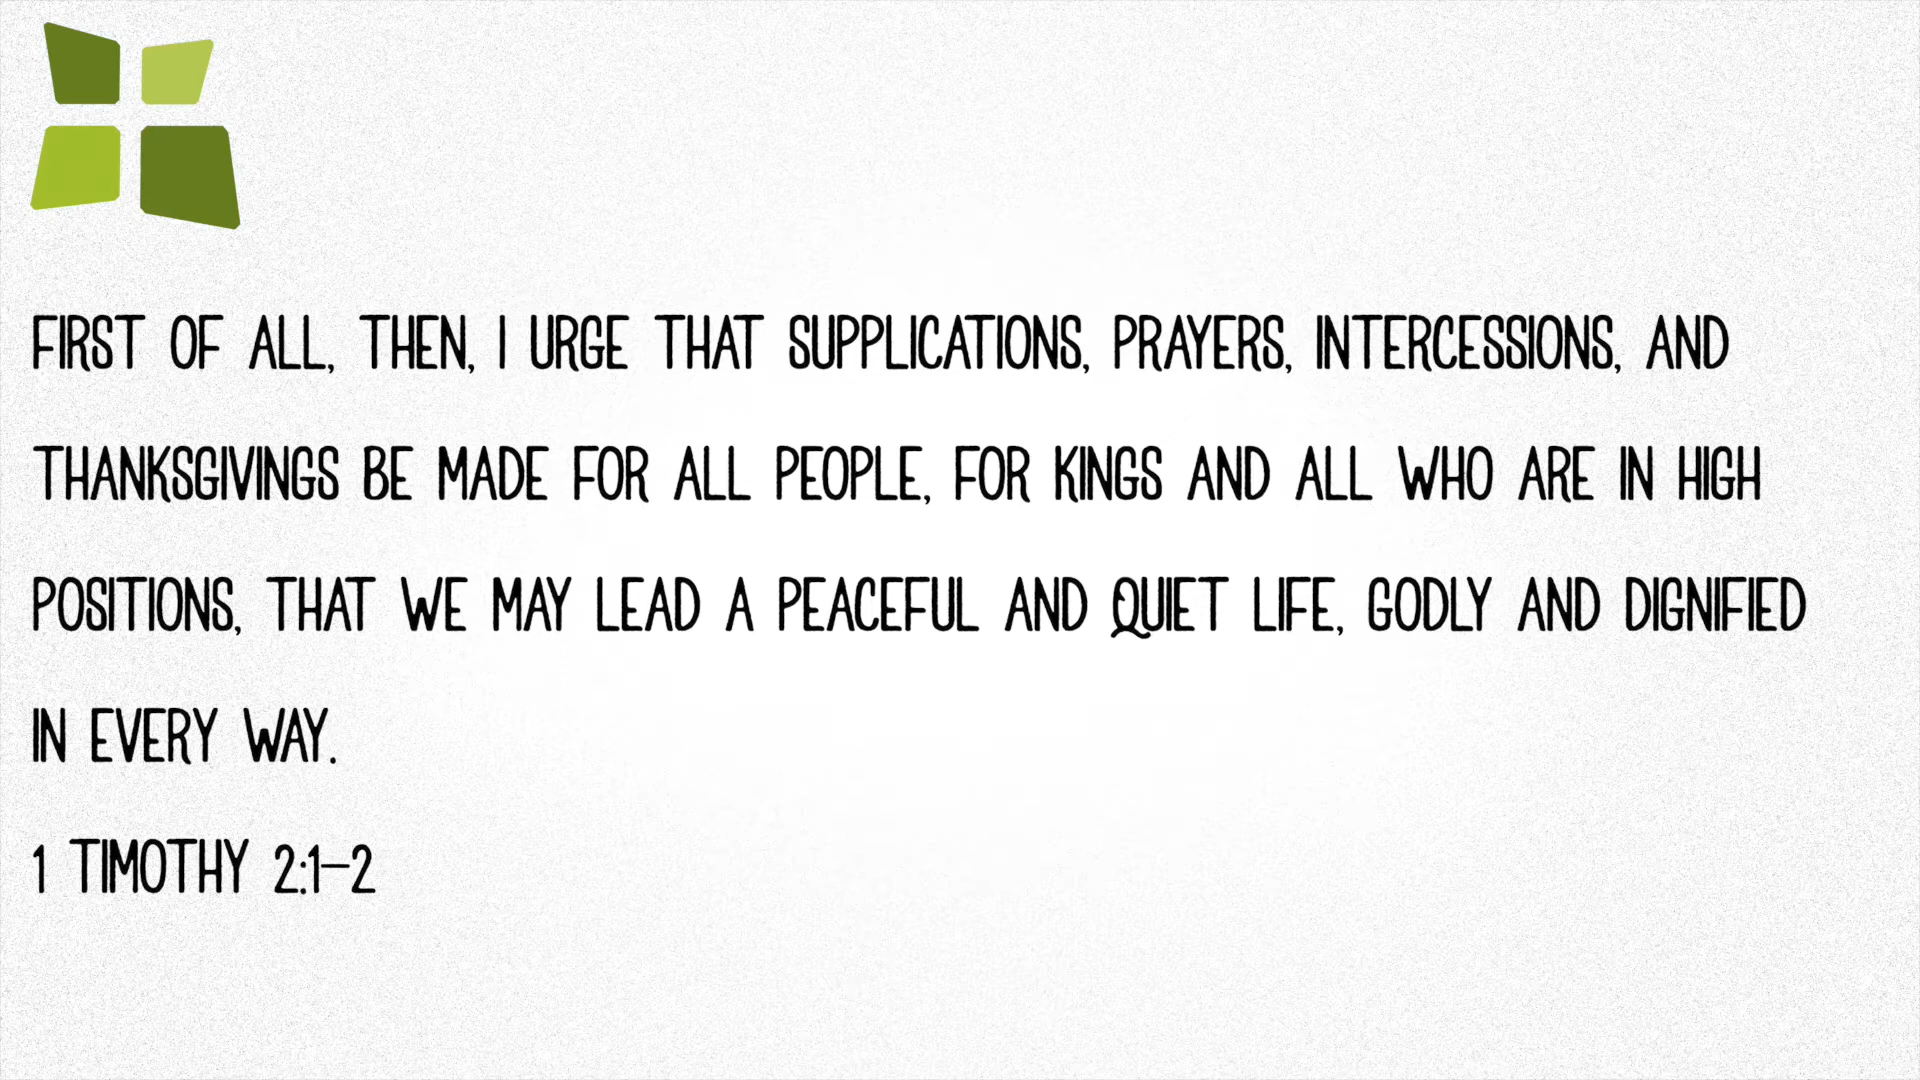 FIRST OF ALL, THEN, I URGE THAT SUPPLICATIONS, PRAYERS, INTERCESSIONS, AND
THANKSGIVINGS BE MADE FOR ALL PEOPLE, FOR KINGS AND ALL WHO ARE IN HIGH
POSITIONS, THAT WE MAY LEAD A PEACEFUL AND QUIET LIFE, GODLY AND DIGNIFIED
IN EVERY WAY.
1 TIMOTHY 2:1–2